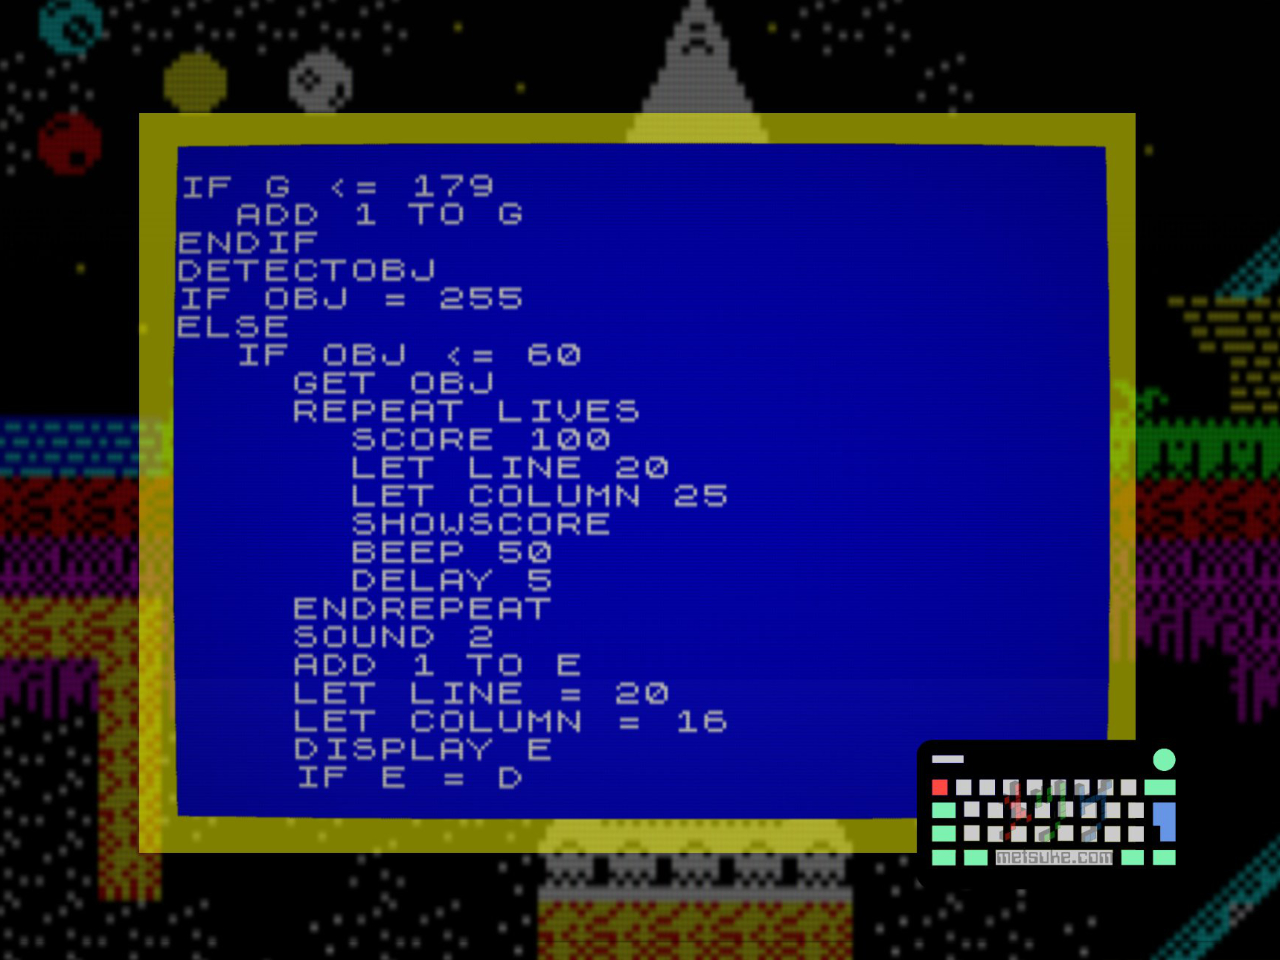 IF G <= 179
ADD 1 TO G
ENDIF
DETECTOBJ
IF OBJ = 255
ELSE
IF OBJ <= 60
GET OBJ
REPEAT LIVES
SCORE 100
LET LINE 20
LET COLUMN 25
SHOWSCORE
BEEP 50
DELAY 5
ENDREPEAT
SOUND 2
ADD 1 TO E
LET LINE = 20
LET COLUMN = 16
DISPLAY E
IF E = D
metsuke.com